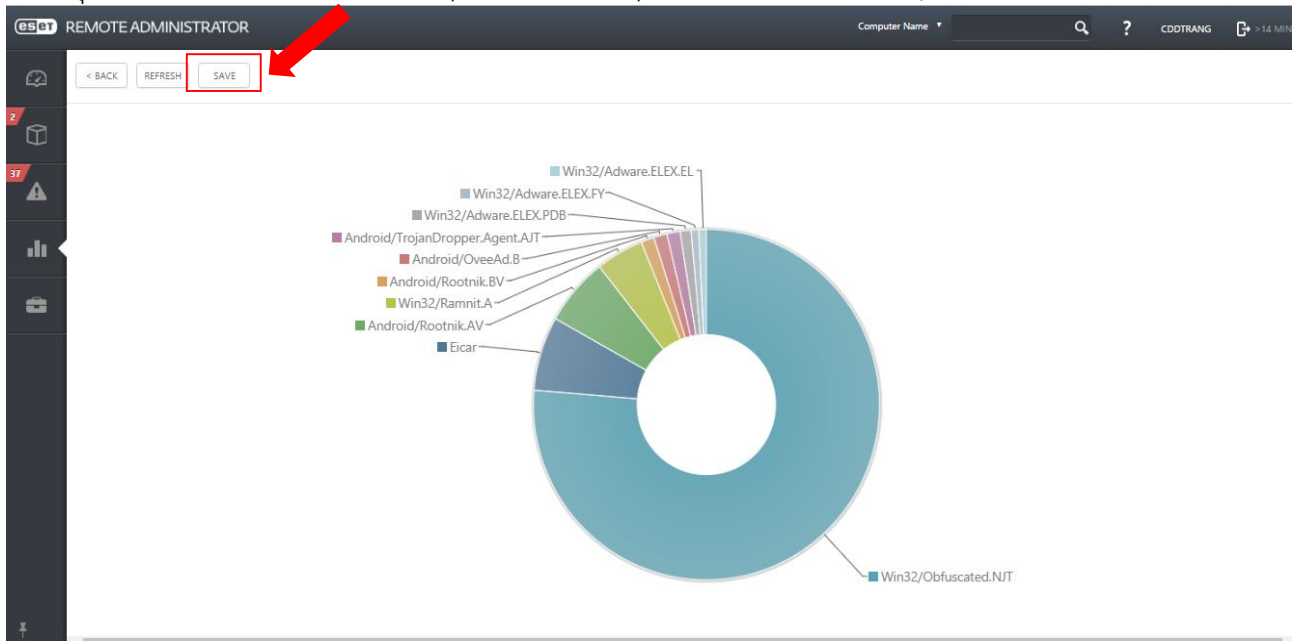 eset REMOTE ADMINISTRATOR
Computer Name
?
CDDTRANG
>14 MIN
< BACK
REFRESH
SAVE
2
37
Win32/Adware.ELEX.EL
Win32/Adware.ELEX.FY
Win32/Adware.ELEX.PDB
Android/TrojanDropper.Agent.AJT
Android/OveeAd.B
Android/Rootnik.BV
Win32/Ramnit.A
Android/Rootnik.AV
Eicar
Win32/Obfuscated.NJT